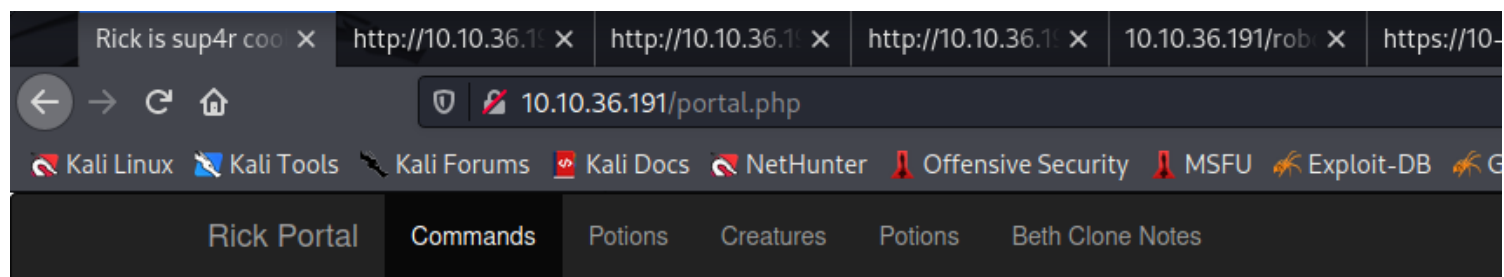 Rick is sup4r coo × http://10.10.36.19 × http://10.10.36.1 × http://10.10.36.1 × 10.10.36.191/rob × https://10-
10.10.36.191/portal.php
Kali Linux Kali Tools Kali Forums Kali Docs NetHunter Offensive Security MSFU Exploit-DB G
Rick Portal Commands Potions Creatures Potions Beth Clone Notes